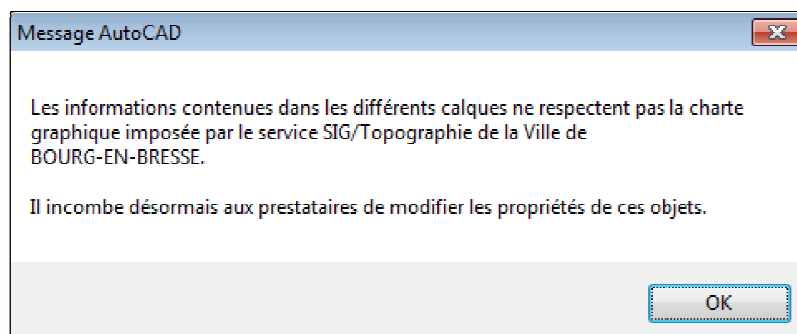 Message AutoCAD
Les informations contenues dans les différents calques ne respectent pas la charte
graphique imposée par le service SIG/Topographie de la Ville de
BOURG-EN-BRESSE.
Il incombe désormais aux prestataires de modifier les propriétés de ces objets.
OK